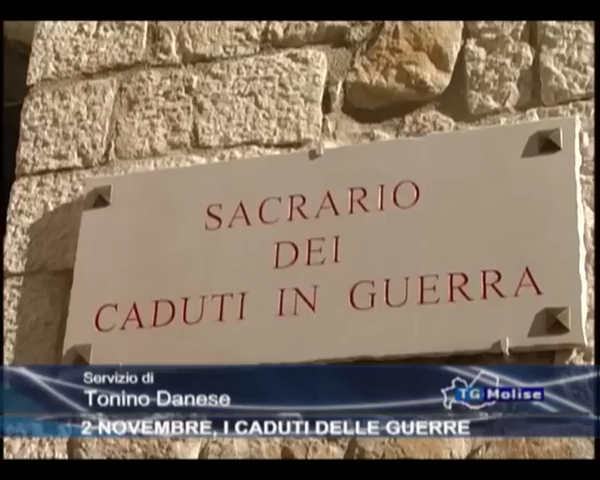 SACRARIO
DEI
CADUTI IN GUERRA
Servizio di
Tonino Danese
TG Molise
2 NOVEMBRE, I CADUTI DELLE GUERRE